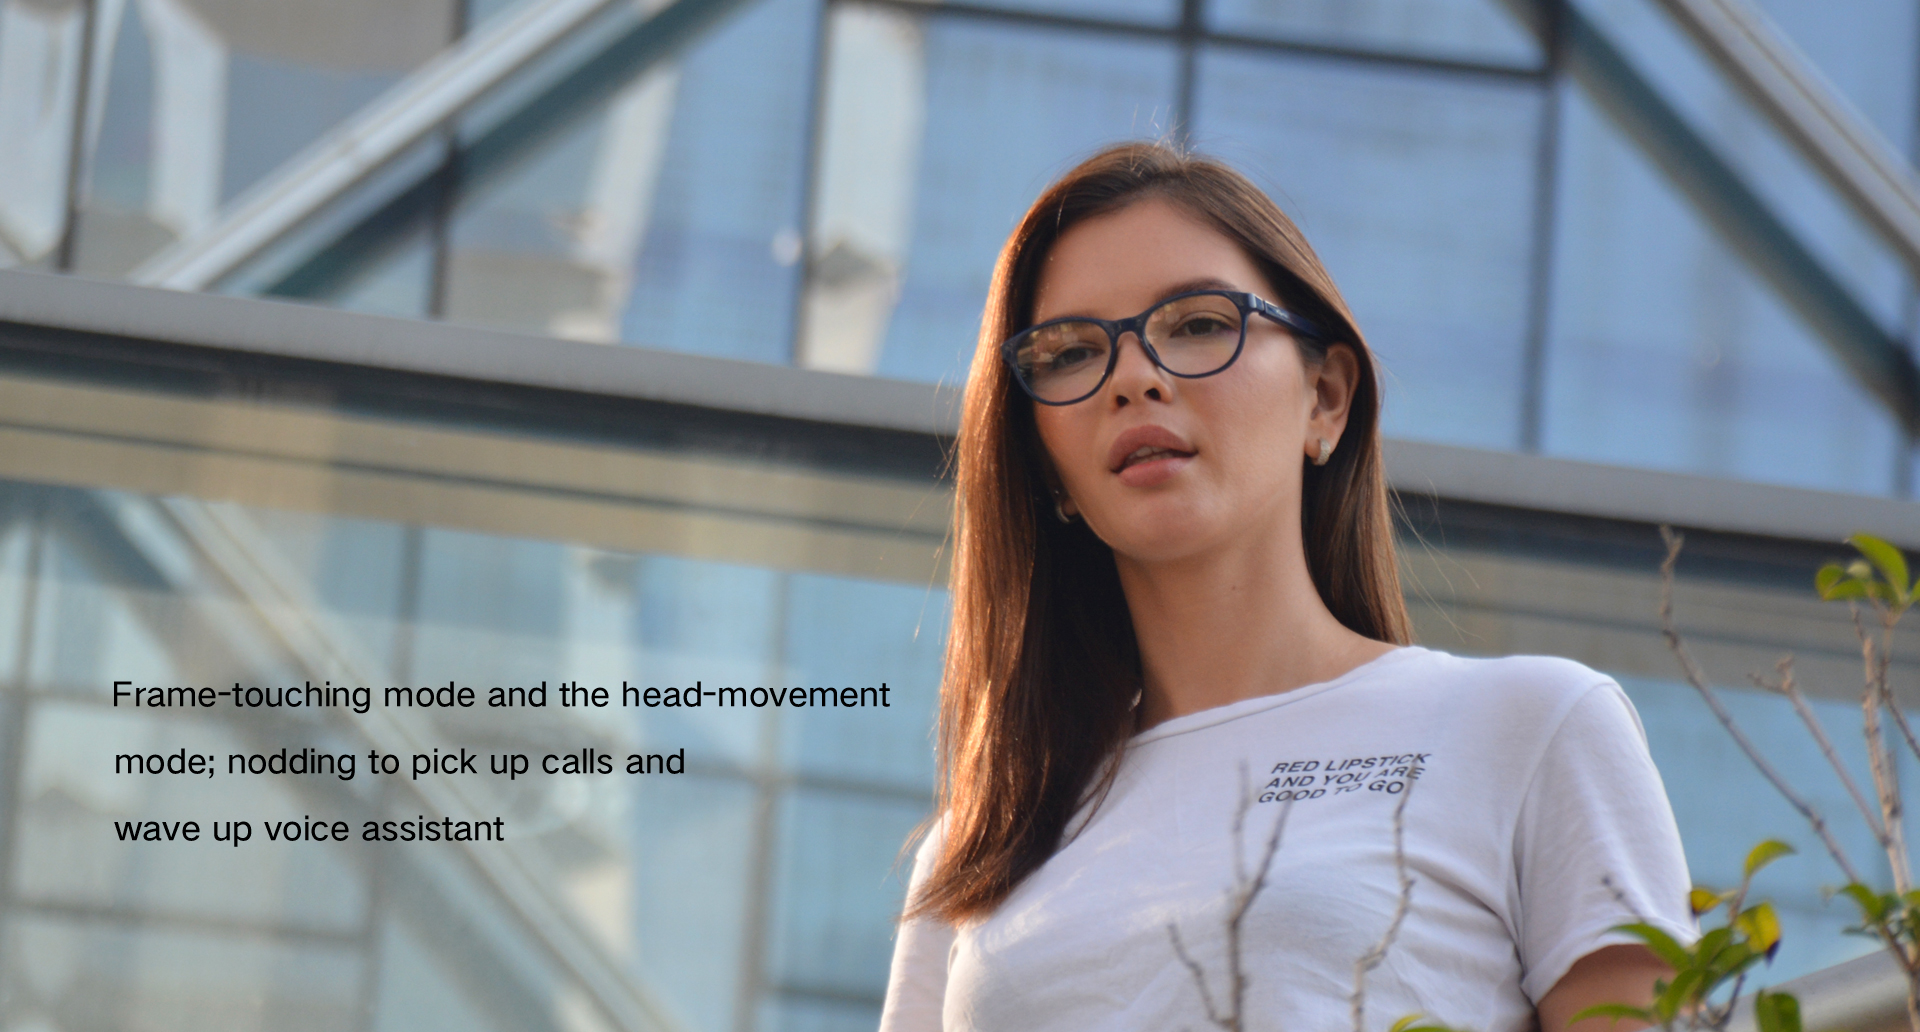 Frame-touching mode and the head-movement
mode; nodding to pick up calls and
wave up voice assistant
RED LIPSTICK
AND YOU ARE
GOOD TO GO